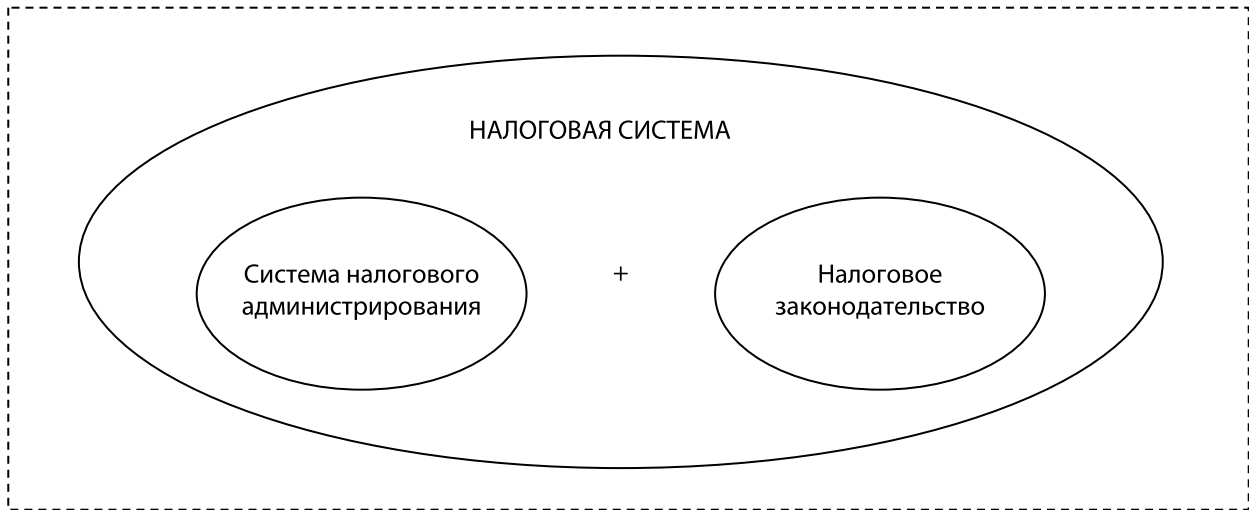 НАЛОГОВАЯ СИСТЕМА
Система налогового
администрирования
+
Налоговое
законодательство